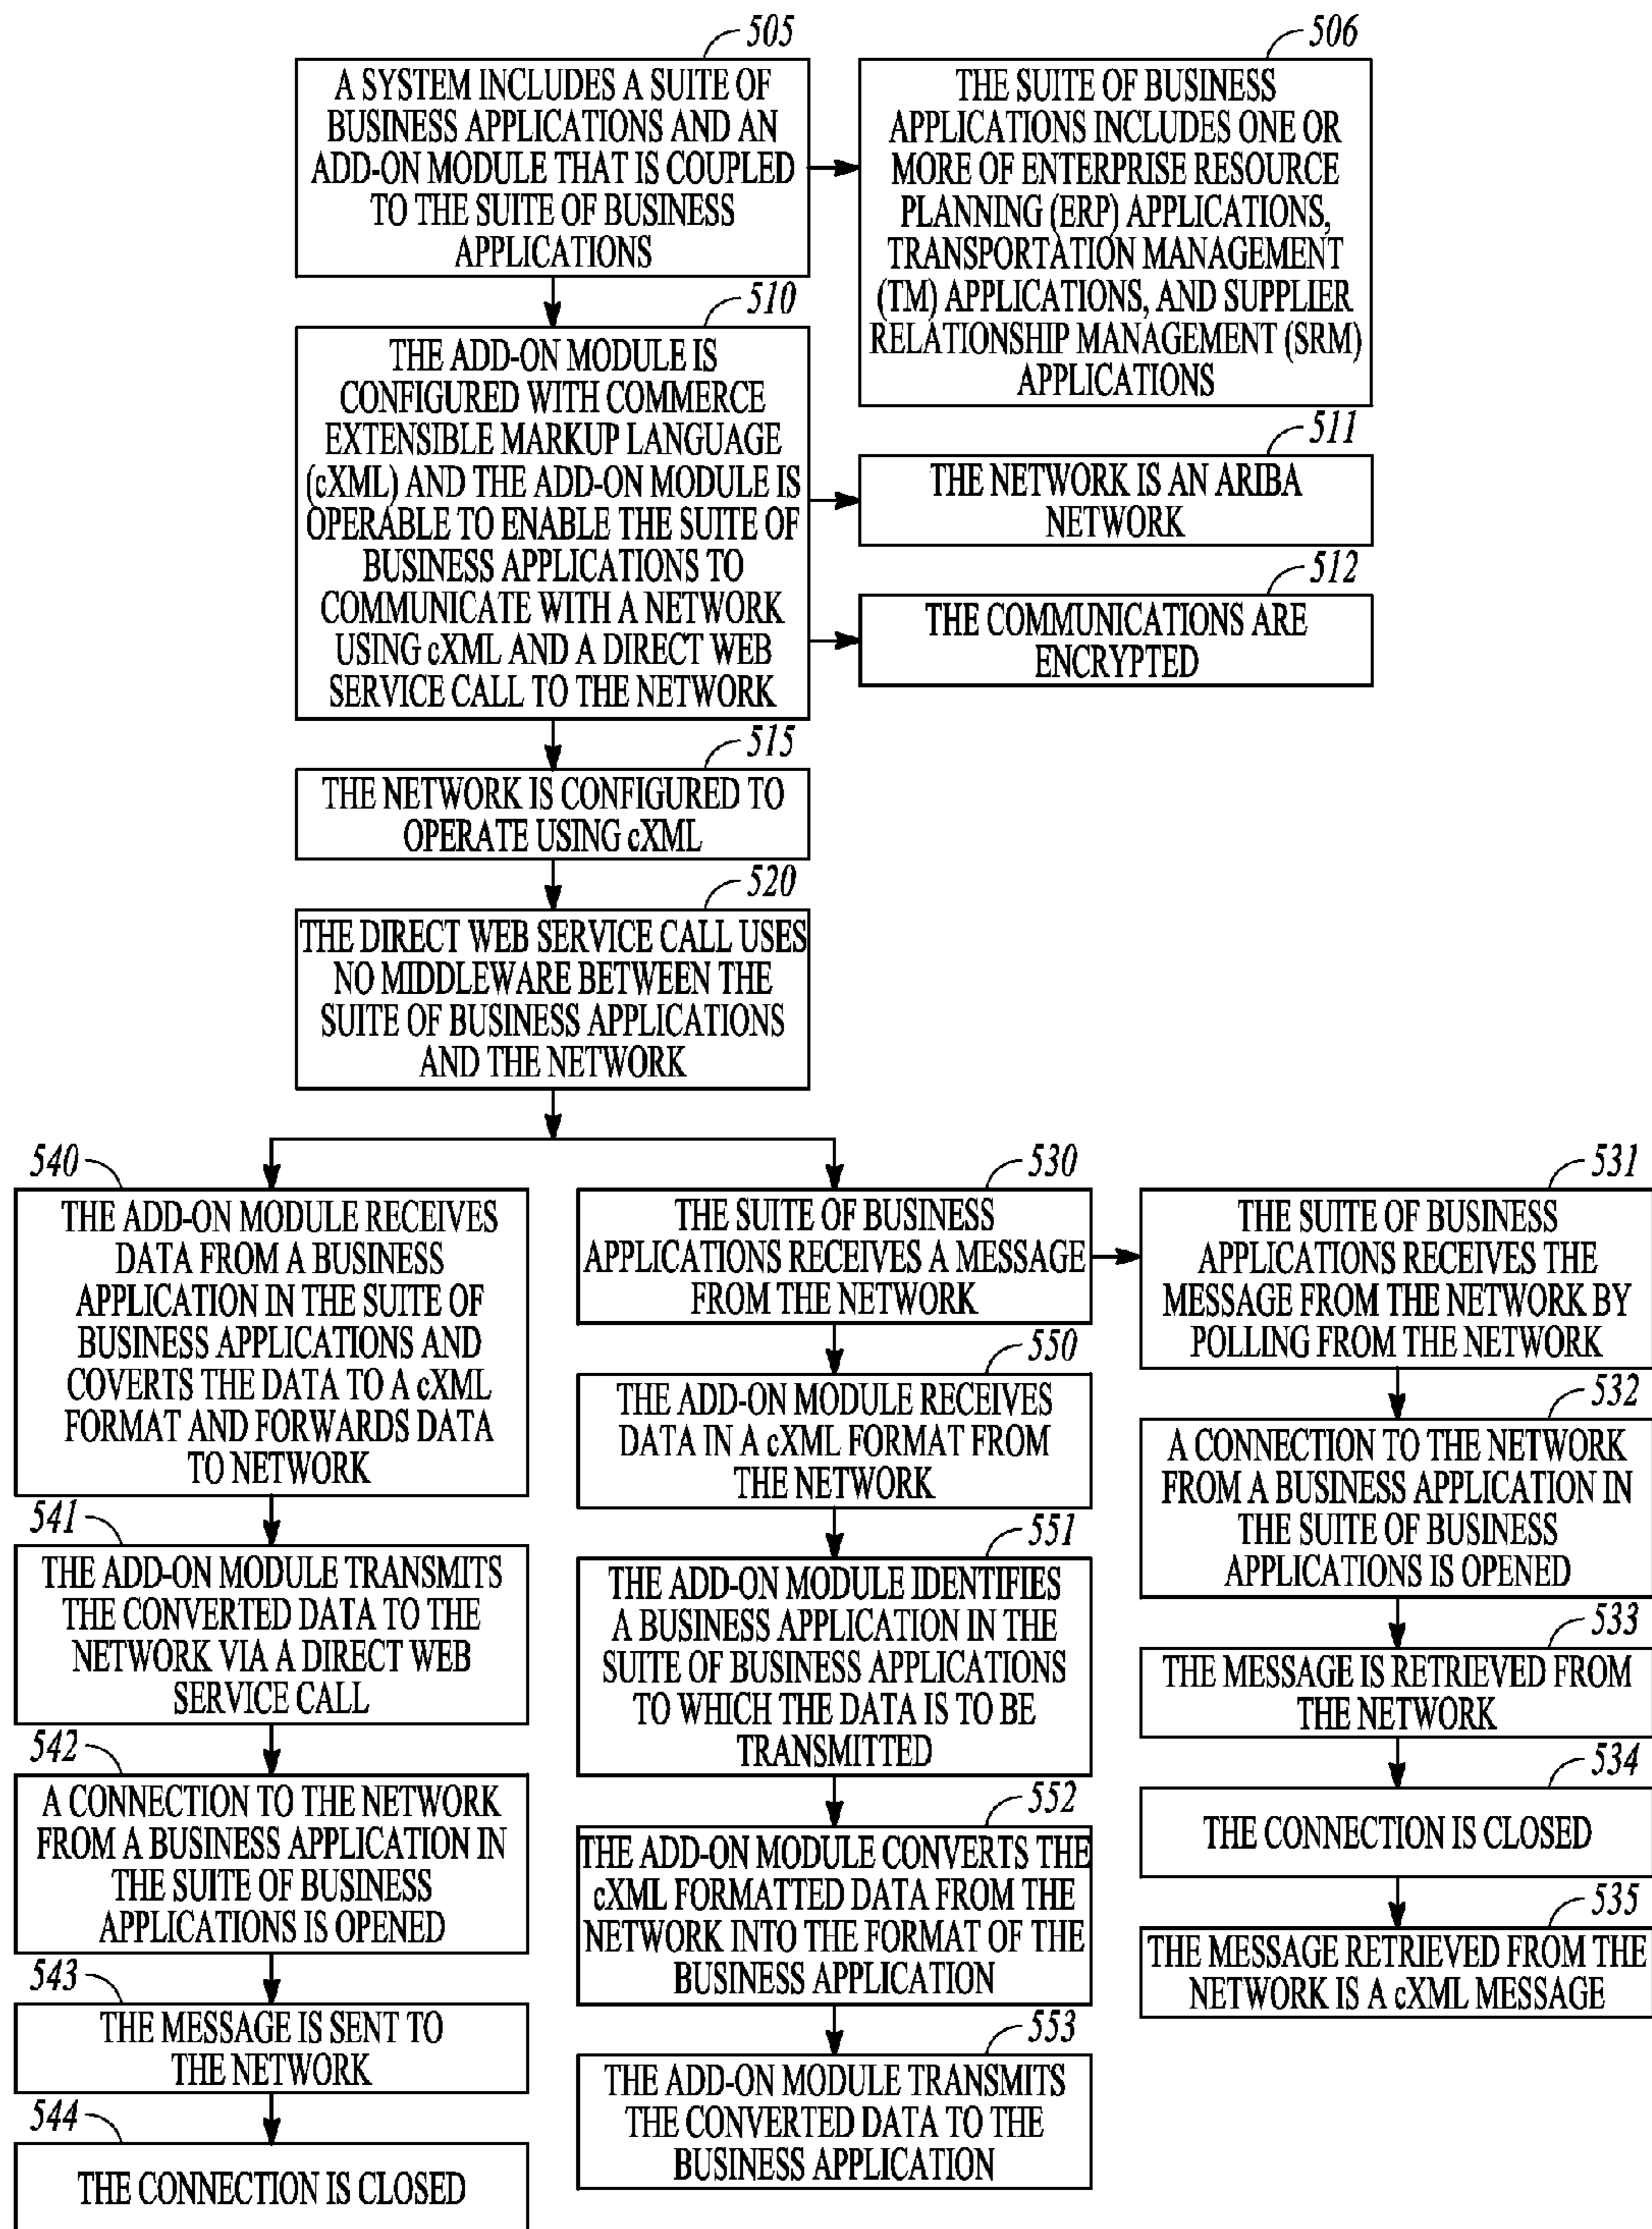 505
A SYSTEM INCLUDES A SUITE OF
BUSINESS APPLICATIONS AND AN
ADD-ON MODULE THAT IS COUPLED
TO THE SUITE OF BUSINESS
APPLICATIONS
506
THE SUITE OF BUSINESS
APPLICATIONS INCLUDES ONE OR
MORE OF ENTERPRISE RESOURCE
PLANNING (ERP) APPLICATIONS,
TRANSPORTATION MANAGEMENT
(TM) APPLICATIONS, AND SUPPLIER
RELATIONSHIP MANAGEMENT (SRM)
APPLICATIONS
510
THE ADD-ON MODULE IS
CONFIGURED WITH COMMERCE
EXTENSIBLE MARKUP LANGUAGE
(cXML) AND THE ADD-ON MODULE IS
OPERABLE TO ENABLE THE SUITE OF
BUSINESS APPLICATIONS TO
COMMUNICATE WITH A NETWORK
USING cXML AND A DIRECT WEB
SERVICE CALL TO THE NETWORK
511
THE NETWORK IS AN ARIBA
NETWORK
512
THE COMMUNICATIONS ARE
ENCRYPTED
515
THE NETWORK IS CONFIGURED TO
OPERATE USING cXML
520
THE DIRECT WEB SERVICE CALL USES
NO MIDDLEWARE BETWEEN THE
SUITE OF BUSINESS APPLICATIONS
AND THE NETWORK
540
THE ADD-ON MODULE RECEIVES
DATA FROM A BUSINESS
APPLICATION IN THE SUITE OF
BUSINESS APPLICATIONS AND
COVERTS THE DATA TO A cXML
FORMAT AND FORWARDS DATA
TO NETWORK
541
THE ADD-ON MODULE TRANSMITS
THE CONVERTED DATA TO THE
NETWORK VIA A DIRECT WEB
SERVICE CALL
542
A CONNECTION TO THE NETWORK
FROM A BUSINESS APPLICATION IN
THE SUITE OF BUSINESS
APPLICATIONS IS OPENED
543
THE MESSAGE IS SENT TO
THE NETWORK
544
THE CONNECTION IS CLOSED
530
THE SUITE OF BUSINESS
APPLICATIONS RECEIVES A MESSAGE
FROM THE NETWORK
550
THE ADD-ON MODULE RECEIVES
DATA IN A cXML FORMAT FROM
THE NETWORK
551
THE ADD-ON MODULE IDENTIFIES
A BUSINESS APPLICATION IN THE
SUITE OF BUSINESS APPLICATIONS
TO WHICH THE DATA IS TO BE
TRANSMITTED
552
THE ADD-ON MODULE CONVERTS THE
cXML FORMATTED DATA FROM THE
NETWORK INTO THE FORMAT OF THE
BUSINESS APPLICATION
553
THE ADD-ON MODULE TRANSMITS
THE CONVERTED DATA TO THE
BUSINESS APPLICATION
531
THE SUITE OF BUSINESS
APPLICATIONS RECEIVES THE
MESSAGE FROM THE NETWORK BY
POLLING FROM THE NETWORK
532
A CONNECTION TO THE NETWORK
FROM A BUSINESS APPLICATION IN
THE SUITE OF BUSINESS
APPLICATIONS IS OPENED
533
THE MESSAGE IS RETRIEVED FROM
THE NETWORK
534
THE CONNECTION IS CLOSED
535
THE MESSAGE RETRIEVED FROM THE
NETWORK IS A cXML MESSAGE